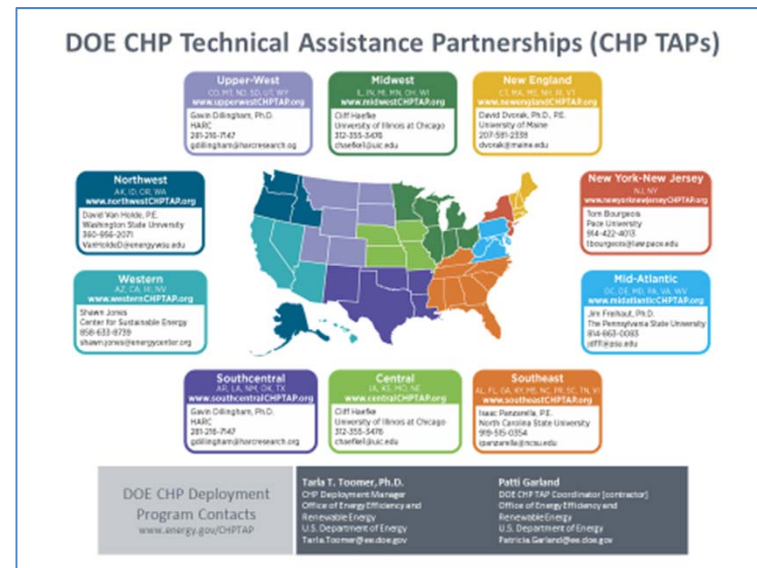 DOE CHP Technical Assistance Partnerships (CHP TAPs)
Upper-West
CO, MT, ND, SD, UT, WY
www.upperwestCHPTAP.org
Gavin Dillingham, Ph.D.
HARC
281-216-7147
gdillingham@harcresearch.og
Midwest
IL, IN, MI, MN, OH, WI
www.midwestCHPTAP.org
Cliff Haefke
University of Illinois at Chicago
312-355-3476
chaefke1@uic.edu
New England
CT, MA, ME, NH, RI, VT
www.newenglandCHPTAP.org
David Dvorak, Ph.D., P.E.
University of Maine
207-581-2338
dvorak@maine.edu
Northwest
AK, ID, OR, WA
www.northwestCHPTAP.org
David Van Holde, P.E.
Washington State University
360-956-2071
VanHoldeD@energy.wsu.edu
New York-New Jersey
NJ, NY
www.newyorknewjerseyCHPTAP.org
Tom Bourgeois
Pace University
914-422-4013
tbourgeois@law.pace.edu
Western
AZ, CA, HI, NV
www.westernCHPTAP.org
Shawn Jones
Center for Sustainable Energy
858-633-8739
shawn.jones@energycenter.org
Mid-Atlantic
DC, DE, MD, PA, VA, WV
www.midatlanticCHPTAP.org
Jim Freihaut, Ph.D.
The Pennsylvania State University
814-863-0083
jdf11@psu.edu
Southcentral
AR, LA, NM, OK, TX
www.southcentralCHPTAP.org
Gavin Dillingham, Ph.D.
HARC
281-216-7147
gdillingham@harcresearch.org
Central
IA, KS, MO, NE
www.centralCHPTAP.org
Cliff Haefke
University of Illinois at Chicago
312-355-3476
chaefke1@uic.edu
Southeast
AL, FL, GA, KY, MS, NC, PR, SC, TN, VI
www.southeastCHPTAP.org
Isaac Panzarella, P.E.
North Carolina State University
919-515-0354
ipanzarella@ncsu.edu
DOE CHP Deployment
Program Contacts
www.energy.gov/CHPTAP
Tarla T. Toomer, Ph.D.
CHP Deployment Manager
Office of Energy Efficiency and
Renewable Energy
U.S. Department of Energy
Tarla.Toomer@ee.doe.gov
Patti Garland
DOE CHP TAP Coordinator [contractor]
Office of Energy Efficiency and
Renewable Energy
U.S. Department of Energy
Patricia.Garland@ee.doe.gov